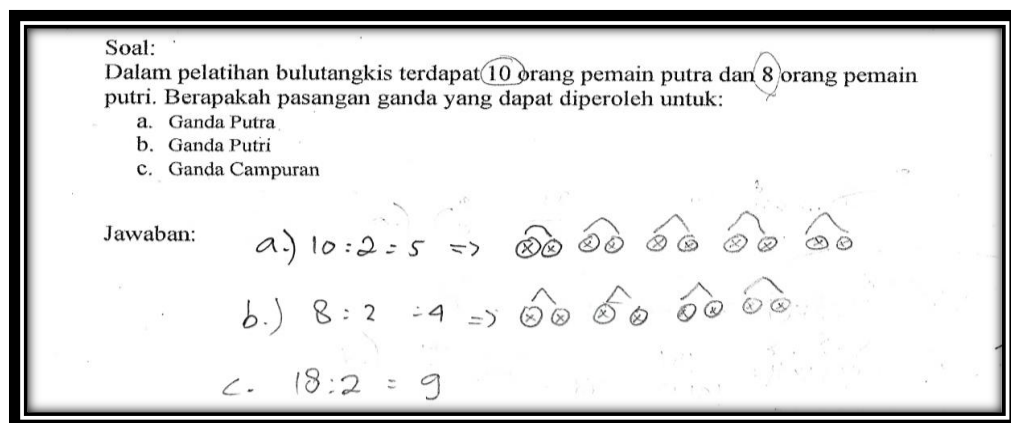 Soal:
Dalam pelatihan bulutangkis terdapat 10 orang pemain putra dan 8 orang pemain
putri. Berapakah pasangan ganda yang dapat diperoleh untuk:
a. Ganda Putra
b. Ganda Putri
c. Ganda Campuran
Jawaban:
a.) 10 : 2 = 5 =>
b.) 8 : 2 = 4 =>
c. 18 : 2 = 9